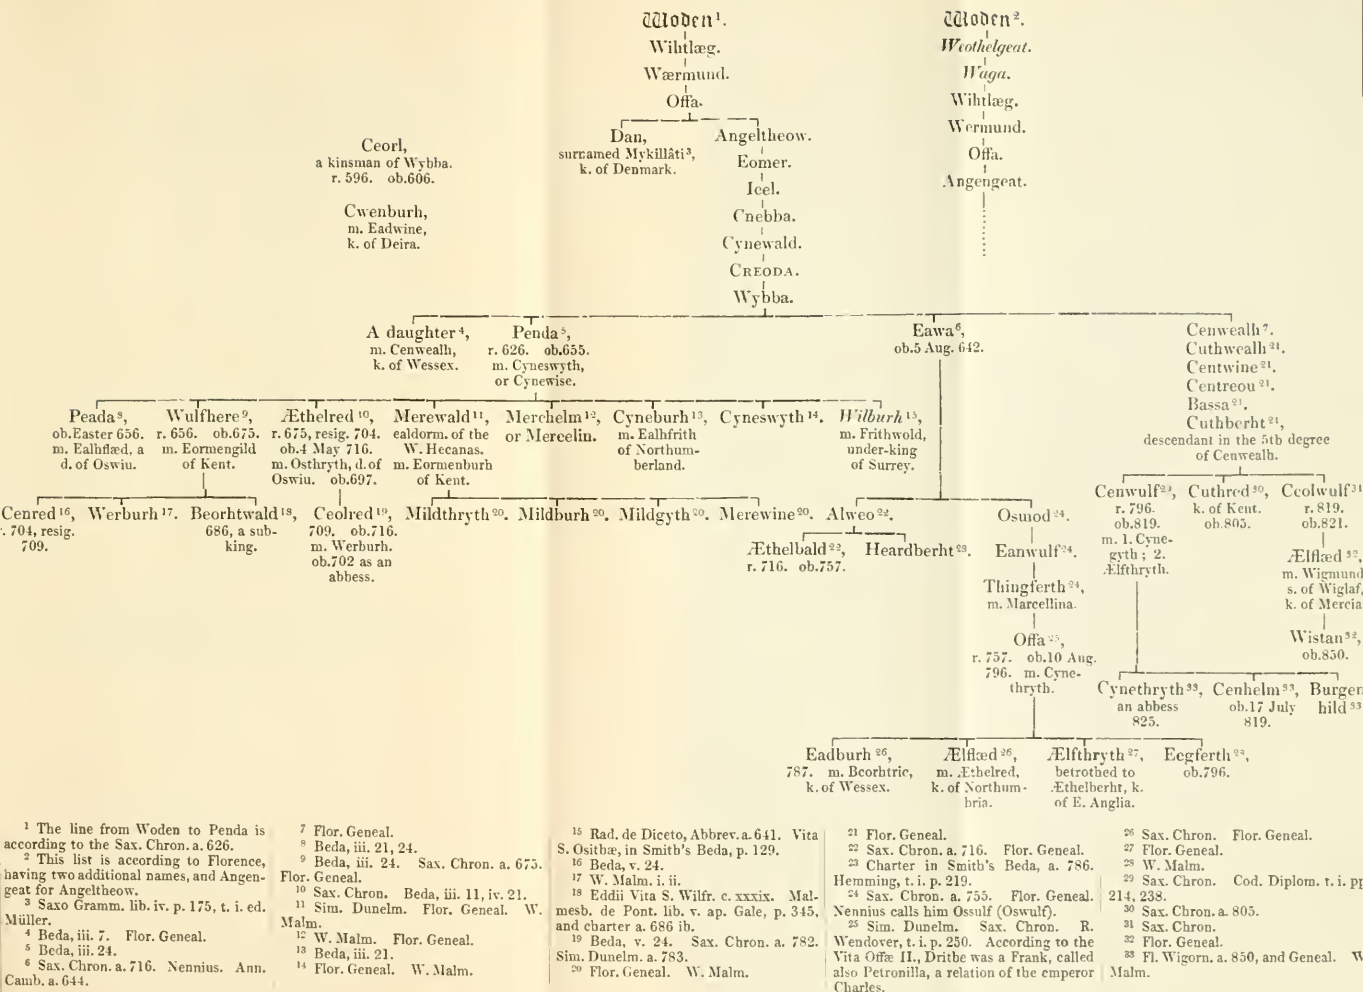 Woden¹.
Wihtlæg.
Wærmund.
Offa.
Dan,
surnamed Mykillâti³,
k. of Denmark.
Angeltheow.
Eomer.
Icel.
Cnebba.
Cynewald.
CREODA.
Wybba.
Woden².
Weothelgeat.
Waga.
Wihtlæg.
Wermund.
Offa.
Angengeat.
Ceorl,
a kinsman of Wybba.
r. 596. ob.606.
Cwenburh,
m. Eadwine,
k. of Deira.
A daughter⁴,
m. Cenwealh,
k. of Wessex.
Penda⁵,
r. 626. ob.655.
m. Cyneswyth,
or Cynewise.
Eawa⁶,
ob.5 Aug. 642.
Cenwealh⁷.
Cuthwealh²¹.
Centwine²¹.
Centreou²¹.
Bassa²¹.
Cuthberht²¹,
descendant in the 5th degree
of Cenwealh.
Peada⁸,
ob.Easter 656.
m. Ealhflæd, a
d. of Oswiu.
Wulfhere⁹,
r. 656. ob.675.
m. Eormengild
of Kent.
Æthelred¹⁰,
r. 675, resig. 704.
ob.4 May 716.
m. Osthryth, d. of
Oswiu. ob.697.
Merewald¹¹,
ealdorm. of the
W. Hecanas.
m. Eormenburh
of Kent.
Merchelm¹²,
or Mercelin.
Cyneburh¹³,
m. Ealhfrith
of Northum-
berland.
Cyneswyth¹⁴.
Wilburh¹⁵,
m. Frithwold,
under-king
of Surrey.
Cenred¹⁶,
r. 704, resig.
709.
Werburh¹⁷.
Beorhtwald¹⁸,
686, a sub-
king.
Ceolred¹⁹,
709. ob.716.
m. Werburh.
ob.702 as an
abbess.
Mildthryth²⁰.
Mildburh²⁰.
Mildgyth²⁰.
Merewine²⁰.
Alweo²².
Æthelbald²²,
r. 716. ob.757.
Heardberht²³.
Osmod²⁴.
Eanwulf²⁴.
Thingferth²⁴,
m. Marcellina.
Offa²⁵,
r. 757. ob.10 Aug.
796. m. Cyne-
thryth.
Cenwulf²⁹,
r. 796.
ob.819.
m. 1. Cyne-
gyth; 2.
Ælfthryth.
Cuthred³⁰,
k. of Kent.
ob.805.
Ceolwulf³¹
r. 819.
ob.821.
Ælflæd³²,
m. Wigmund
s. of Wiglaf,
k. of Mercia
Wistan³²,
ob.850.
Cynethryth³³,
an abbess
825.
Cenhelm³³,
ob.17 July
819.
Burgen
hild³³
Eadburh²⁶,
787. m. Beorhtric,
k. of Wessex.
Ælflæd²⁶,
m. Æthelred,
k. of Northum-
bria.
Ælfthryth²⁷,
betrothed to
Æthelberht, k.
of E. Anglia.
Ecgferth²⁸,
ob.796.
¹ The line from Woden to Penda is
according to the Sax. Chron. a. 626.
² This list is according to Florence,
having two additional names, and Angen-
geat for Angeltheow.
³ Saxo Gramm. lib. iv. p. 175, t. i. ed.
Müller.
⁴ Beda, iii. 7. Flor. Geneal.
⁵ Beda, iii. 24.
⁶ Sax. Chron. a. 716. Nennius. Ann.
Camb. a. 644.
⁷ Flor. Geneal.
⁸ Beda, iii. 21, 24.
⁹ Beda, iii. 24. Sax. Chron. a. 675.
Flor. Geneal.
¹⁰ Sax. Chron. Beda, iii. 11, iv. 21.
¹¹ Sim. Dunelm. Flor. Geneal. W.
Malm.
¹² W. Malm. Flor. Geneal.
¹³ Beda, iii. 21.
¹⁴ Flor. Geneal. W. Malm.
¹⁵ Rad. de Diceto, Abbrev. a. 641. Vita
S. Osithæ, in Smith's Beda, p. 129.
¹⁶ Beda, v. 24.
¹⁷ W. Malm. i. ii.
¹⁸ Eddii Vita S. Wilfr. c. xxxix. Mal-
mesb. de Pont. lib. v. ap. Gale, p. 345,
and charter a. 686 ib.
¹⁹ Beda, v. 24. Sax. Chron. a. 782.
Sim. Dunelm. a. 783.
²⁰ Flor. Geneal. W. Malm.
²¹ Flor. Geneal.
²² Sax. Chron. a. 716. Flor. Geneal.
²³ Charter in Smith's Beda, a. 786.
Hemming, t. i. p. 219.
²⁴ Sax. Chron. a. 755. Flor. Geneal.
Nennius calls him Ossulf (Oswulf).
²⁵ Sim. Dunelm. Sax. Chron. R.
Wendover, t. i. p. 250. According to the
Vita Offæ II., Drithe was a Frank, called
also Petronilla, a relation of the emperor
Charles.
²⁶ Sax. Chron. Flor. Geneal.
²⁷ Flor. Geneal.
²⁸ W. Malm.
²⁹ Sax. Chron. Cod. Diplom. t. i. pp
214, 238.
³⁰ Sax. Chron. a. 805.
³¹ Sax. Chron.
³² Flor. Geneal.
³³ Fl. Wigorn. a. 850, and Geneal. W
Malm.